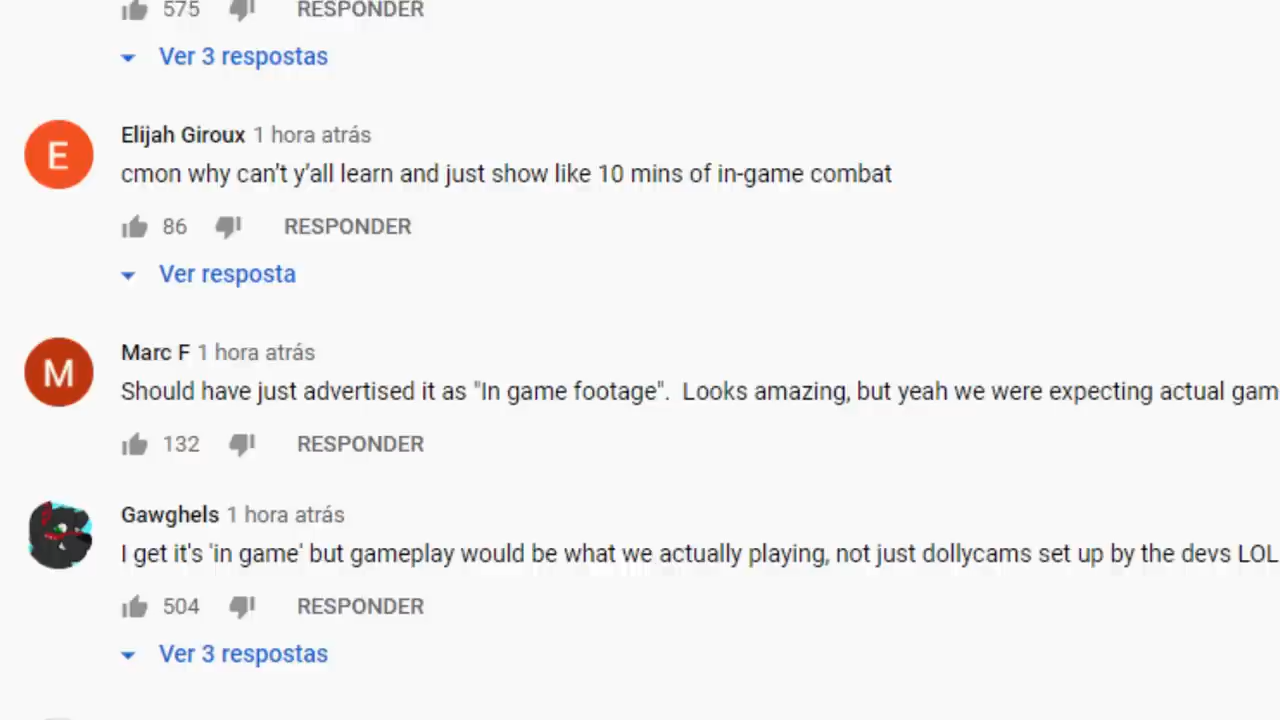 575 RESPONDER
Ver 3 respostas
E
Elijah Giroux 1 hora atrás
cmon why can't y'all learn and just show like 10 mins of in-game combat
86 RESPONDER
Ver resposta
M
Marc F 1 hora atrás
Should have just advertised it as "In game footage".  Looks amazing, but yeah we were expecting actual gam
132 RESPONDER
Gawghels 1 hora atrás
I get it's 'in game' but gameplay would be what we actually playing, not just dollycams set up by the devs LOL
504 RESPONDER
Ver 3 respostas